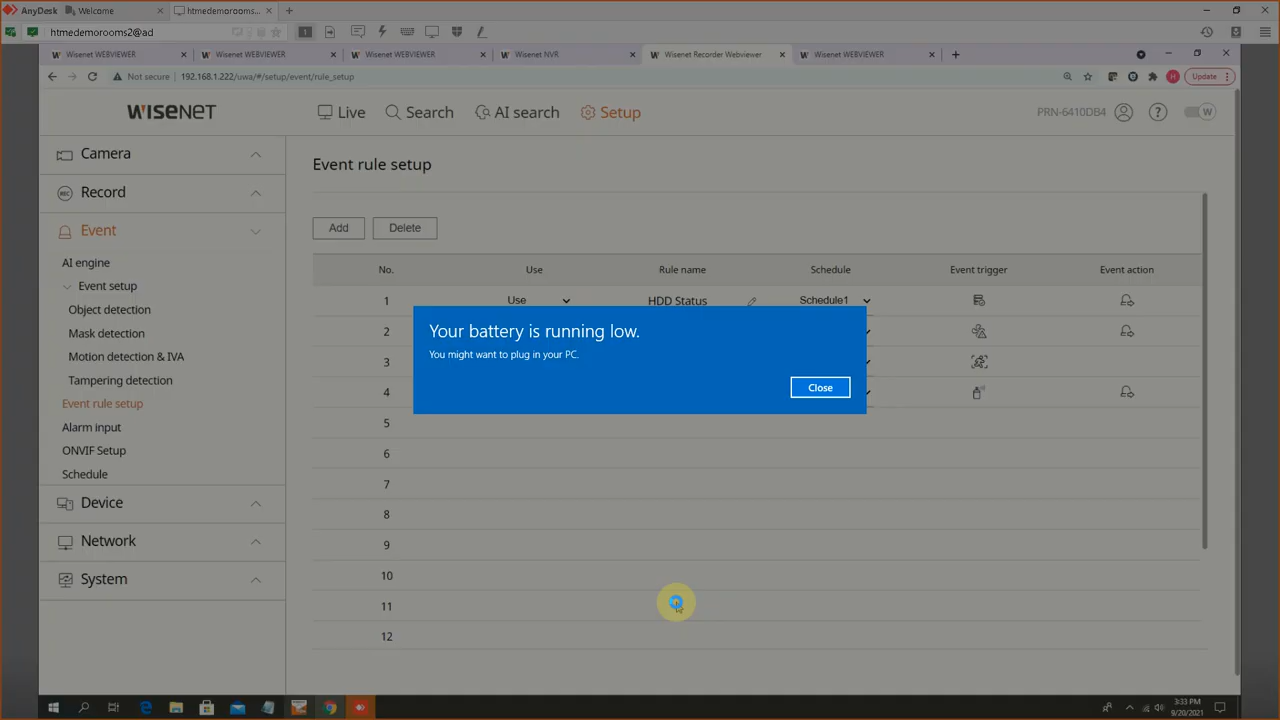 AnyDesk
Welcome
htmedemorooms...
htmedemorooms2@ad
1
Wisenet WEBVIEWER
Wisenet WEBVIEWER
Wisenet WEBVIEWER
Wisenet NVR
Wisenet Recorder Webviewer
Wisenet WEBVIEWER
Not secure
192.168.1.222/uwa/#/setup/event/rule_setup
H
Update
WISENET
Live
Search
AI search
Setup
PRN-6410DB4
W
Camera
Record
Event
AI engine
Event setup
Object detection
Mask detection
Motion detection & IVA
Tampering detection
Event rule setup
Alarm input
ONVIF Setup
Schedule
Device
Network
System
Event rule setup
Add
Delete
No.
Use
Rule name
Schedule
Event trigger
Event action
1
Use
HDD Status
Schedule1
2
3
4
5
6
7
8
9
10
11
12
Your battery is running low.
You might want to plug in your PC.
Close
3:33 PM
9/20/2021